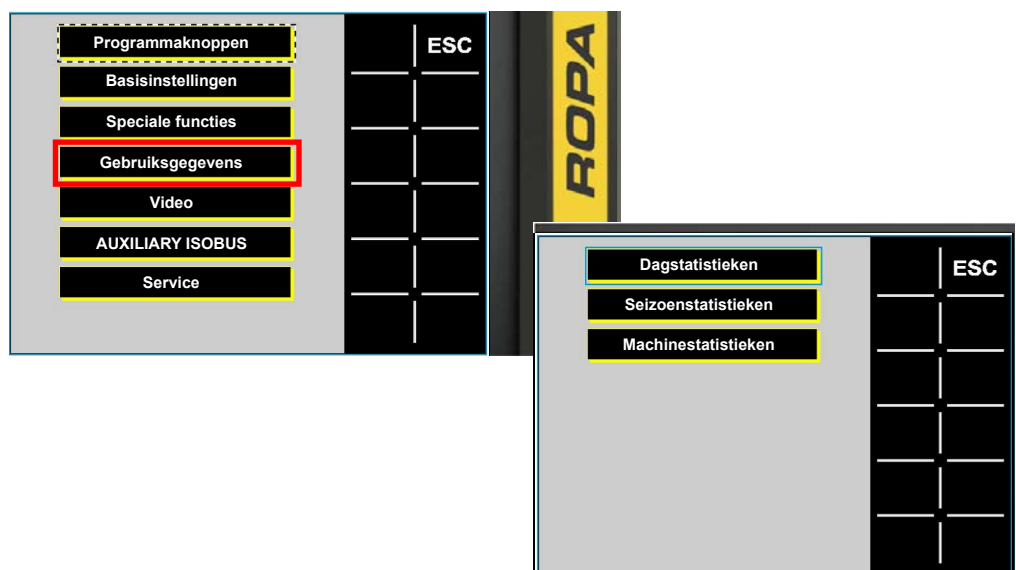 Programmaknoppen
ESC
Basisinstellingen
Speciale functies
Gebruiksgegevens
Video
AUXILIARY ISOBUS
Service
ROPA
Dagstatistieken
ESC
Seizoenstatistieken
Machinestatistieken